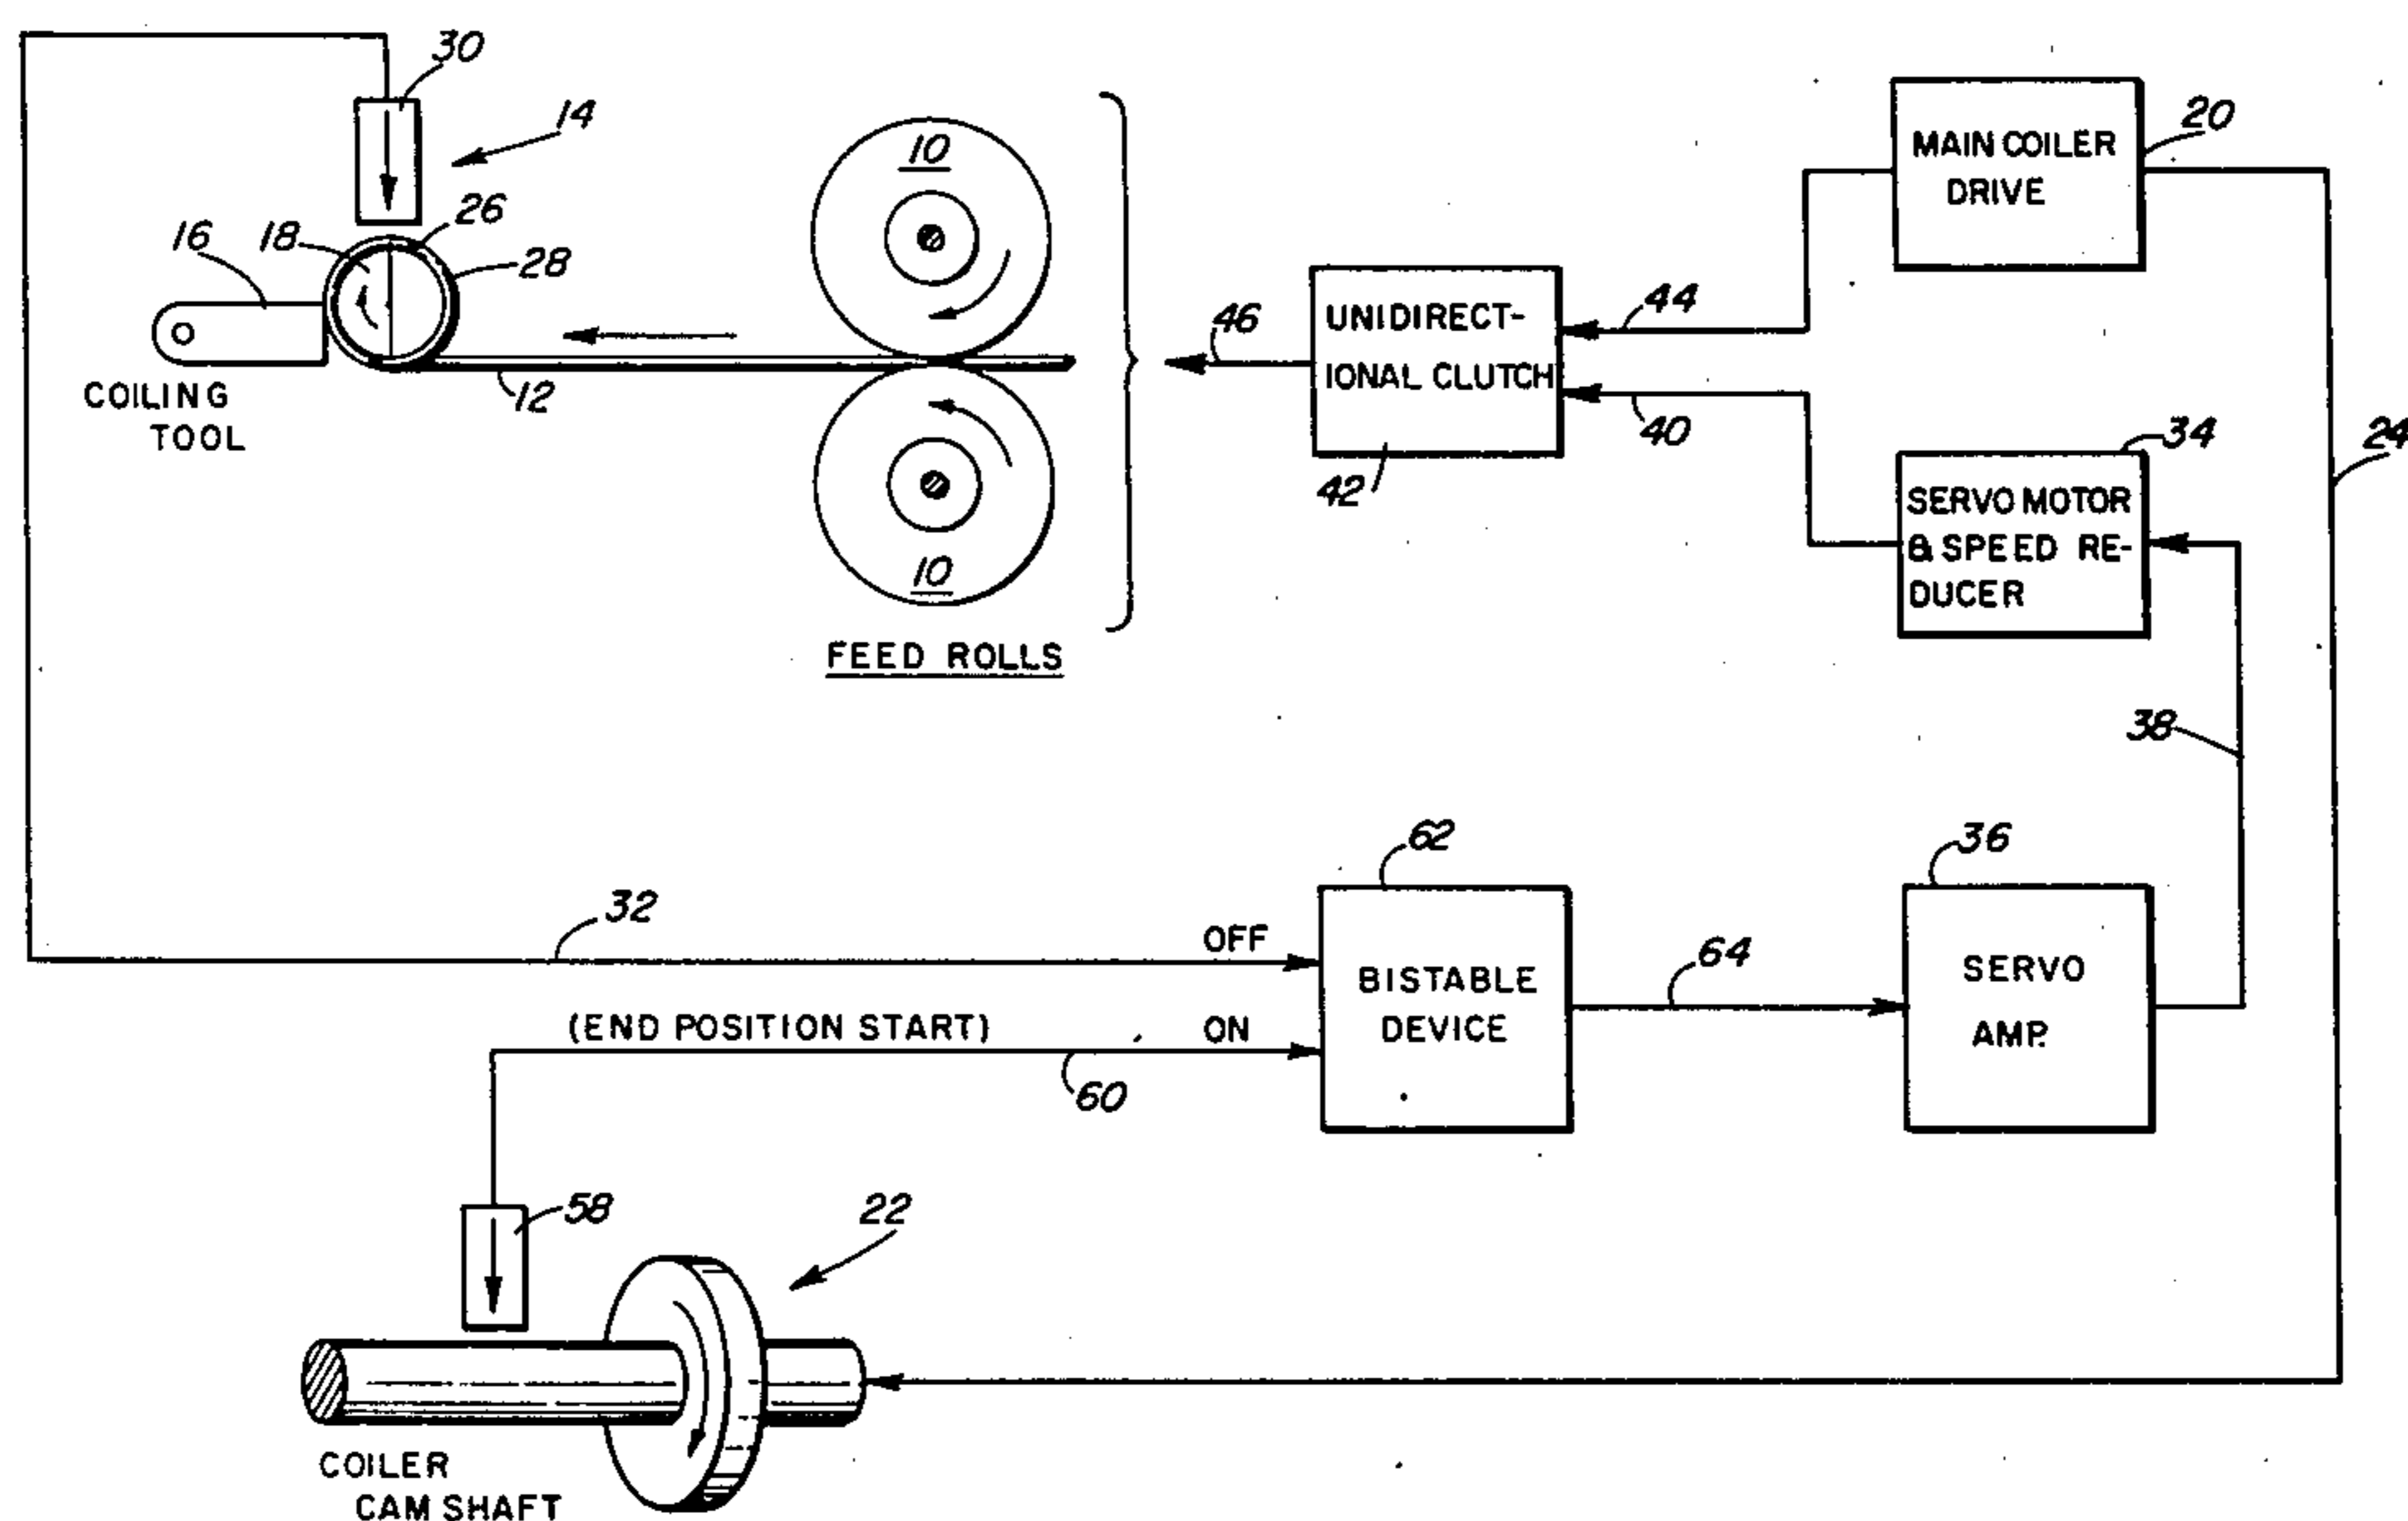 30
14
10
MAIN COILER
DRIVE
20
16
18
26
28
UNIDIRECT-
IONAL CLUTCH
44
46
12
40
42
COILING
TOOL
10
FEED ROLLS
34
24
SERVO MOTOR
& SPEED RE-
DUCER
38
62
36
32
OFF
BISTABLE
DEVICE
64
SERVO
AMP.
(END POSITION START)
ON
60
58
22
COILER
CAM SHAFT